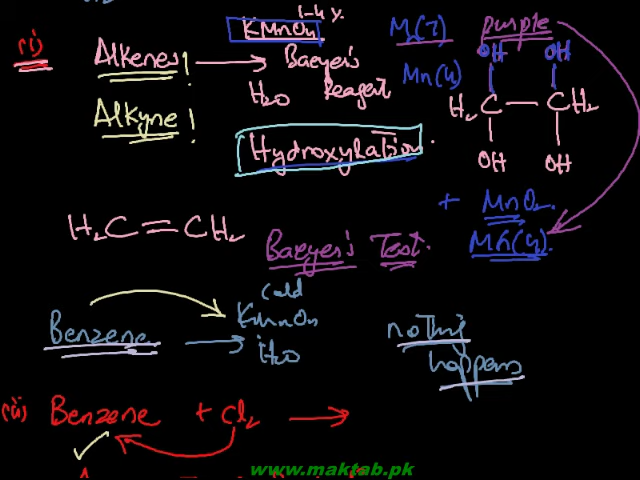 (i) Alkenes! KMnO4 1-4 %. Mn(7) purple
Baeyer's Reagent Mn(4)
H2O
Alkyne!
Hydroxylation.
OH OH
H2C — CH2
OH OH
+ MnO2.
Mn(4).
H2C = CH2
Baeyer's Test.
Benzene cold KMnO4
H2O
nothing
happens
(ii) Benzene + Cl2
www.maktab.pk